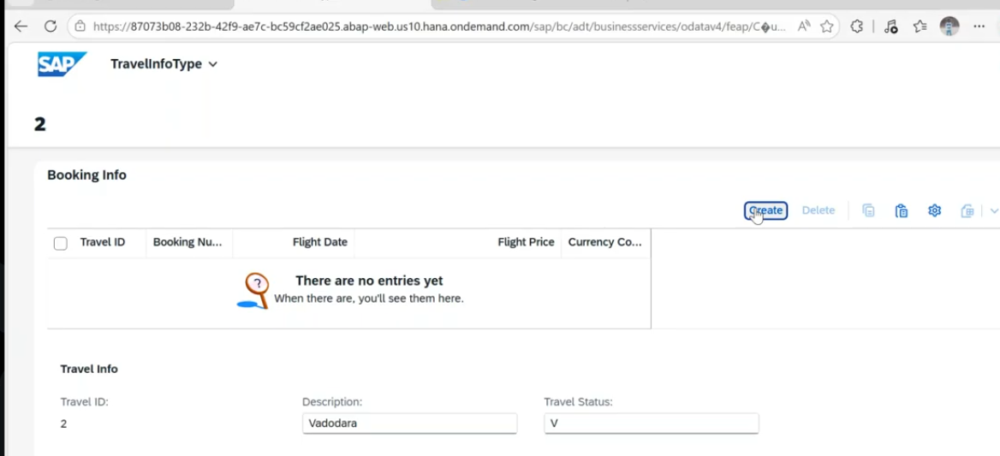 https://87073b08-232b-42f9-ae7c-bc59cf2ae025.abap-web.us10.hana.ondemand.com/sap/bc/adt/businessservices/odatav4/feap/C�u...
SAP TravelInfoType
2
Booking Info
Create Delete
Travel ID Booking Nu... Flight Date Flight Price Currency Co...
There are no entries yet
When there are, you'll see them here.
Travel Info
Travel ID: Description: Travel Status:
2 Vadodara V